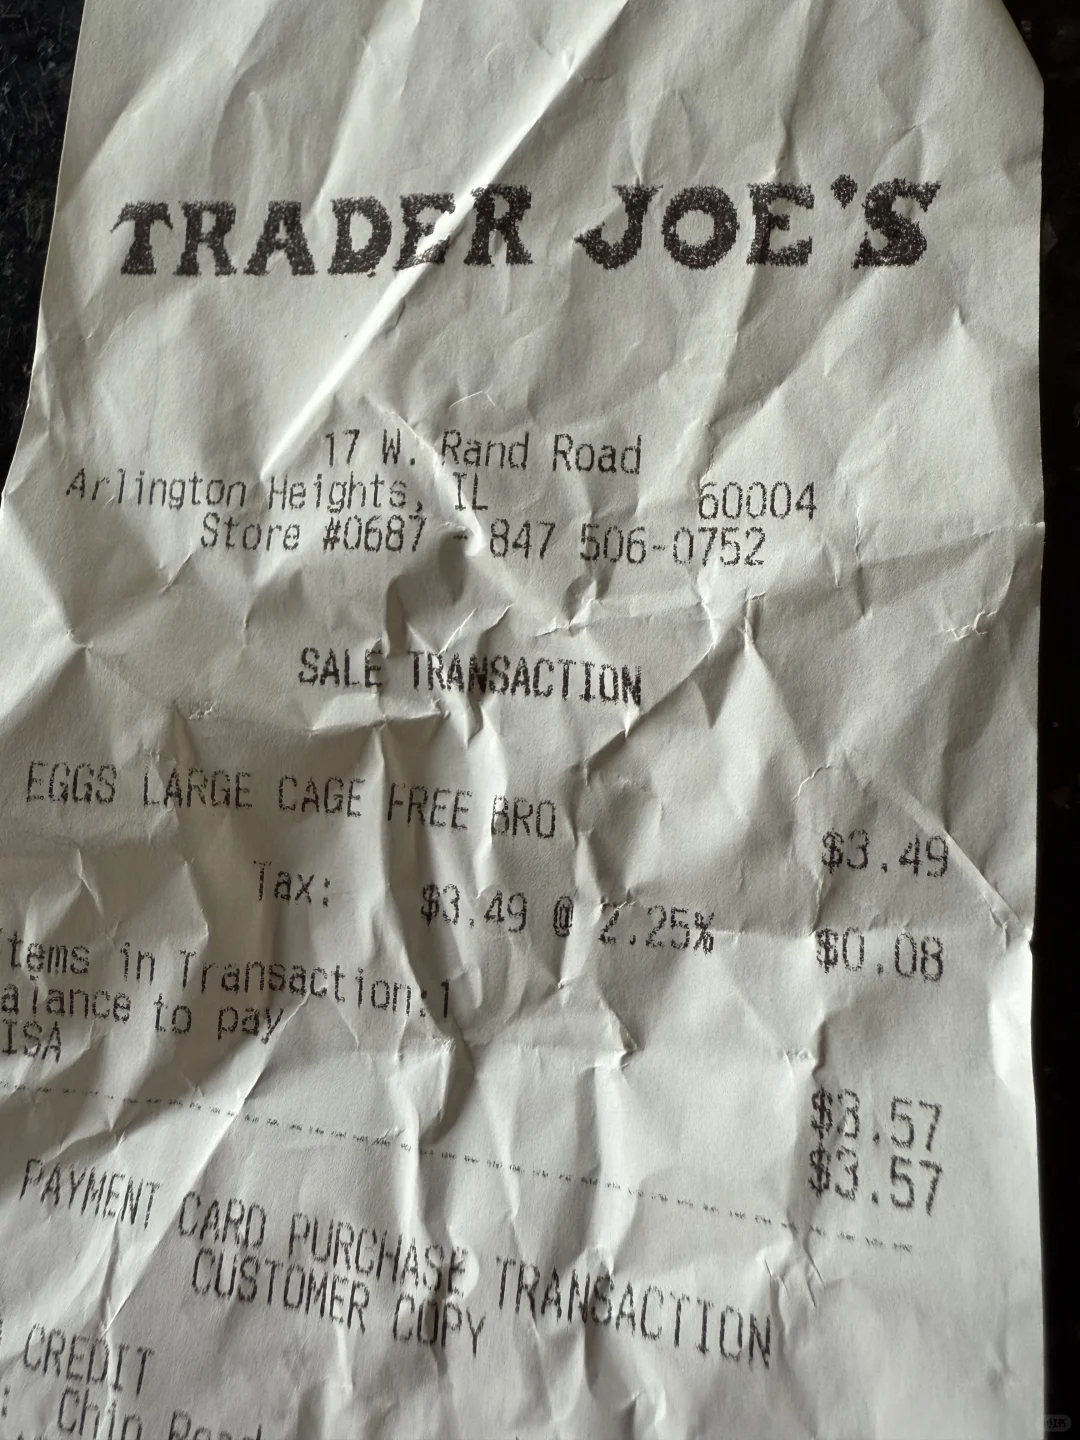 TRADER JOE'S
17 W. Rand Road
Arlington Heights, IL 60004
Store #0687 - 847 506-0752
SALE TRANSACTION
EGGS LARGE CAGE FREE BRO $3.49
Tax: $3.49 @ 2.25% $0.08
tems in Transaction:1
alance to pay $3.57
ISA $3.57
PAYMENT CARD PURCHASE TRANSACTION
CUSTOMER COPY
CREDIT
Chip Read